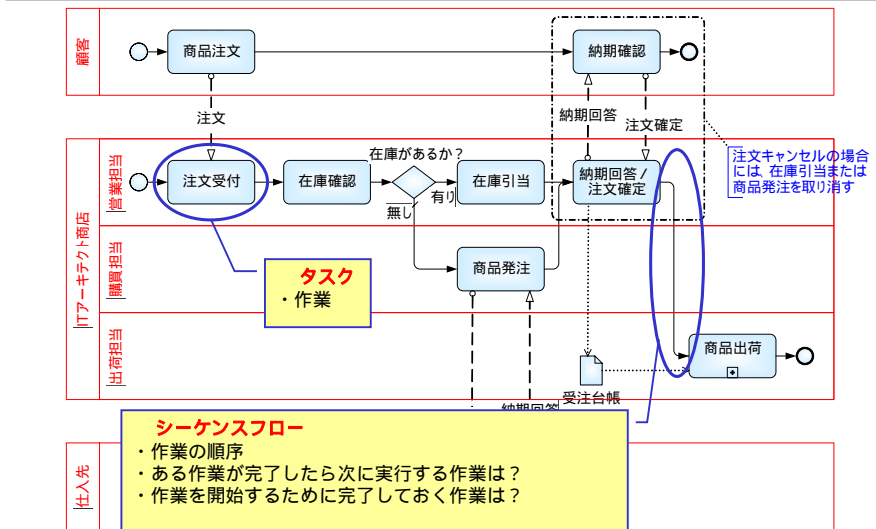 顧客
商品注文
納期確認
注文
納期回答
注文確定
注文キャンセルの場合
には、在庫引当または
商品発注を取り消す
ITアーキテクト商店
営業担当
注文受付
在庫確認
在庫があるか？
有り
無し
在庫引当
納期回答/
注文確定
購買担当
商品発注
タスク
・作業
出荷担当
商品出荷
受注台帳
納期回答
シーケンスフロー
・作業の順序
・ある作業が完了したら次に実行する作業は？
・作業を開始するために完了しておく作業は？
仕入先